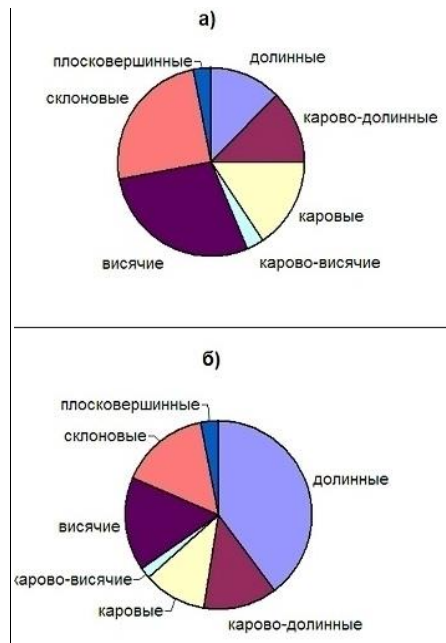 а)
плосковершинные
долинные
склоновые
карово-долинные
каровые
карово-висячие
висячие
б)
плосковершинные
склоновые
долинные
висячие
карово-висячие
каровые
карово-долинные